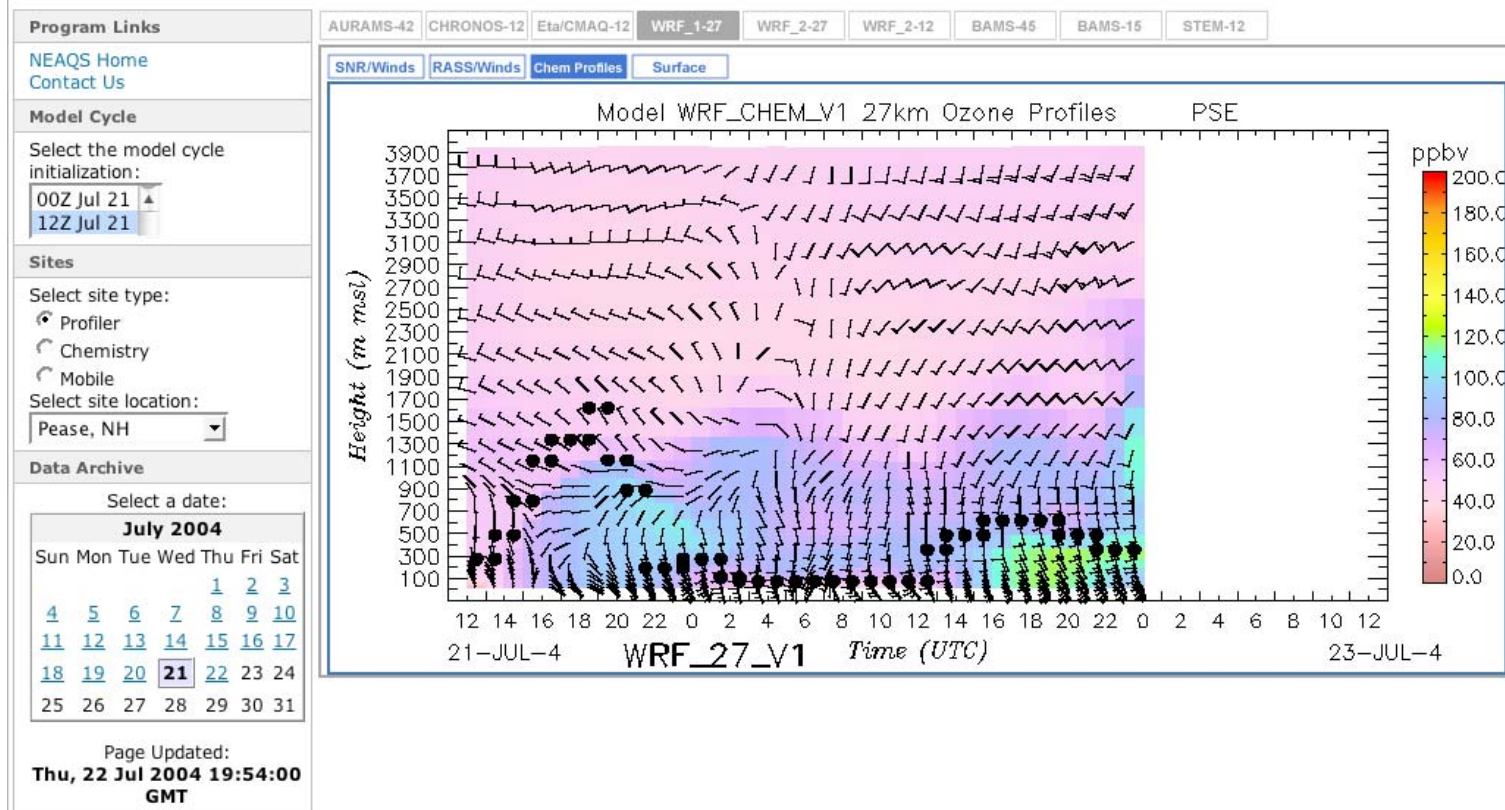 Program Links
NEAQS Home
Contact Us
Model Cycle
Select the model cycle
initialization:
00Z Jul 21
12Z Jul 21
Sites
Select site type:
Profiler
Chemistry
Mobile
Select site location:
Pease, NH
Data Archive
Select a date:
July 2004
Sun Mon Tue Wed Thu Fri Sat
1 2 3
4 5 6 7 8 9 10
11 12 13 14 15 16 17
18 19 20 21 22 23 24
25 26 27 28 29 30 31
Page Updated:
Thu, 22 Jul 2004 19:54:00
GMT
AURAMS-42 CHRONOS-12 Eta/CMAQ-12 WRF_1-27 WRF_2-27 WRF_2-12 BAMS-45 BAMS-15 STEM-12
SNR/Winds RASS/Winds Chem Profiles Surface
Model WRF_CHEM_V1 27km Ozone Profiles PSE
Height (m msl)
3900
3700
3500
3300
3100
2900
2700
2500
2300
2100
1900
1700
1500
1300
1100
900
700
500
300
100
12 14 16 18 20 22 0 2 4 6 8 10 12 14 16 18 20 22 0 2 4 6 8 10 12
21-JUL-4 WRF_27_V1 Time (UTC) 23-JUL-4
ppbv
200.0
180.0
160.0
140.0
120.0
100.0
80.0
60.0
40.0
20.0
0.0